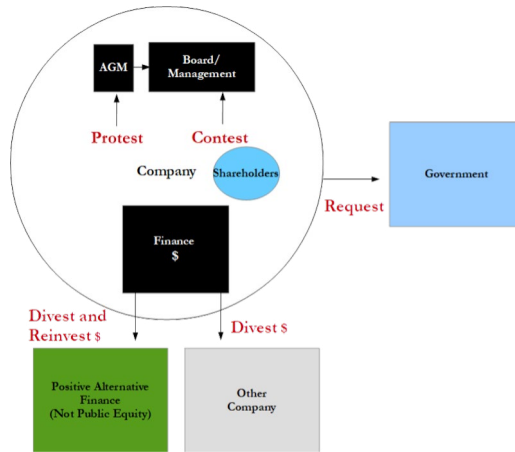 AGM
Board/
Management
Protest
Contest
Company
Shareholders
Government
Request
Finance
$
Divest and
Reinvest $
Divest $
Positive Alternative
Finance
(Not Public Equity)
Other
Company